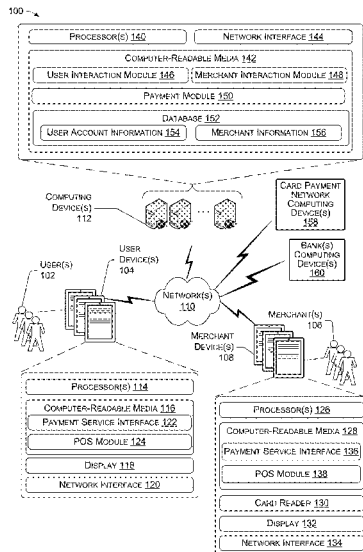 100
PROCESSOR(S) 140
NETWORK INTERFACE 144
COMPUTER-READABLE MEDIA 142
USER INTERACTION MODULE 146
MERCHANT INTERACTION MODULE 148
PAYMENT MODULE 150
DATABASE 152
USER ACCOUNT INFORMATION 154
MERCHANT INFORMATION 156
COMPUTING
DEVICE(S)
112
CARD PAYMENT
NETWORK
COMPUTING
DEVICE(S)
158
BANK(S)
COMPUTING
DEVICE(S)
160
USER
DEVICE(S)
104
USER(S)
102
NETWORK(S)
110
MERCHANT(S)
106
MERCHANT
DEVICE(S)
108
PROCESSOR(S) 114
COMPUTER-READABLE MEDIA 116
PAYMENT SERVICE INTERFACE 122
POS MODULE 124
DISPLAY 118
NETWORK INTERFACE 120
PROCESSOR(S) 126
COMPUTER-READABLE MEDIA 128
PAYMENT SERVICE INTERFACE 136
POS MODULE 138
CARD READER 130
DISPLAY 132
NETWORK INTERFACE 134